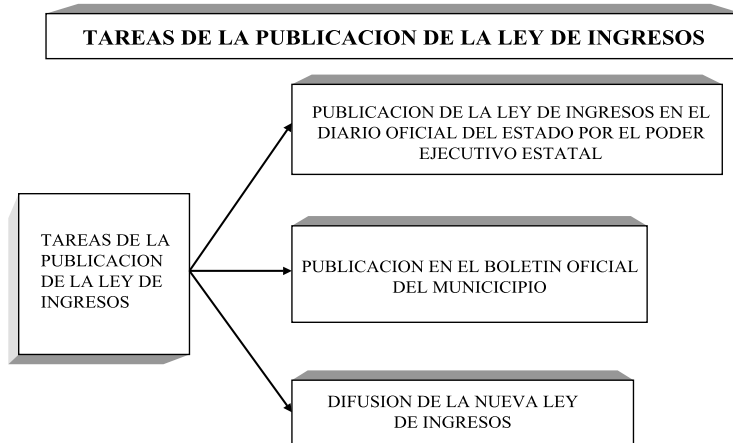 TAREAS DE LA PUBLICACION DE LA LEY DE INGRESOS
PUBLICACION DE LA LEY DE INGRESOS EN EL
DIARIO OFICIAL DEL ESTADO POR EL PODER
EJECUTIVO ESTATAL
TAREAS DE LA
PUBLICACION
DE LA LEY DE
INGRESOS
PUBLICACION EN EL BOLETIN OFICIAL
DEL MUNICICIPIO
DIFUSION DE LA NUEVA LEY
DE INGRESOS